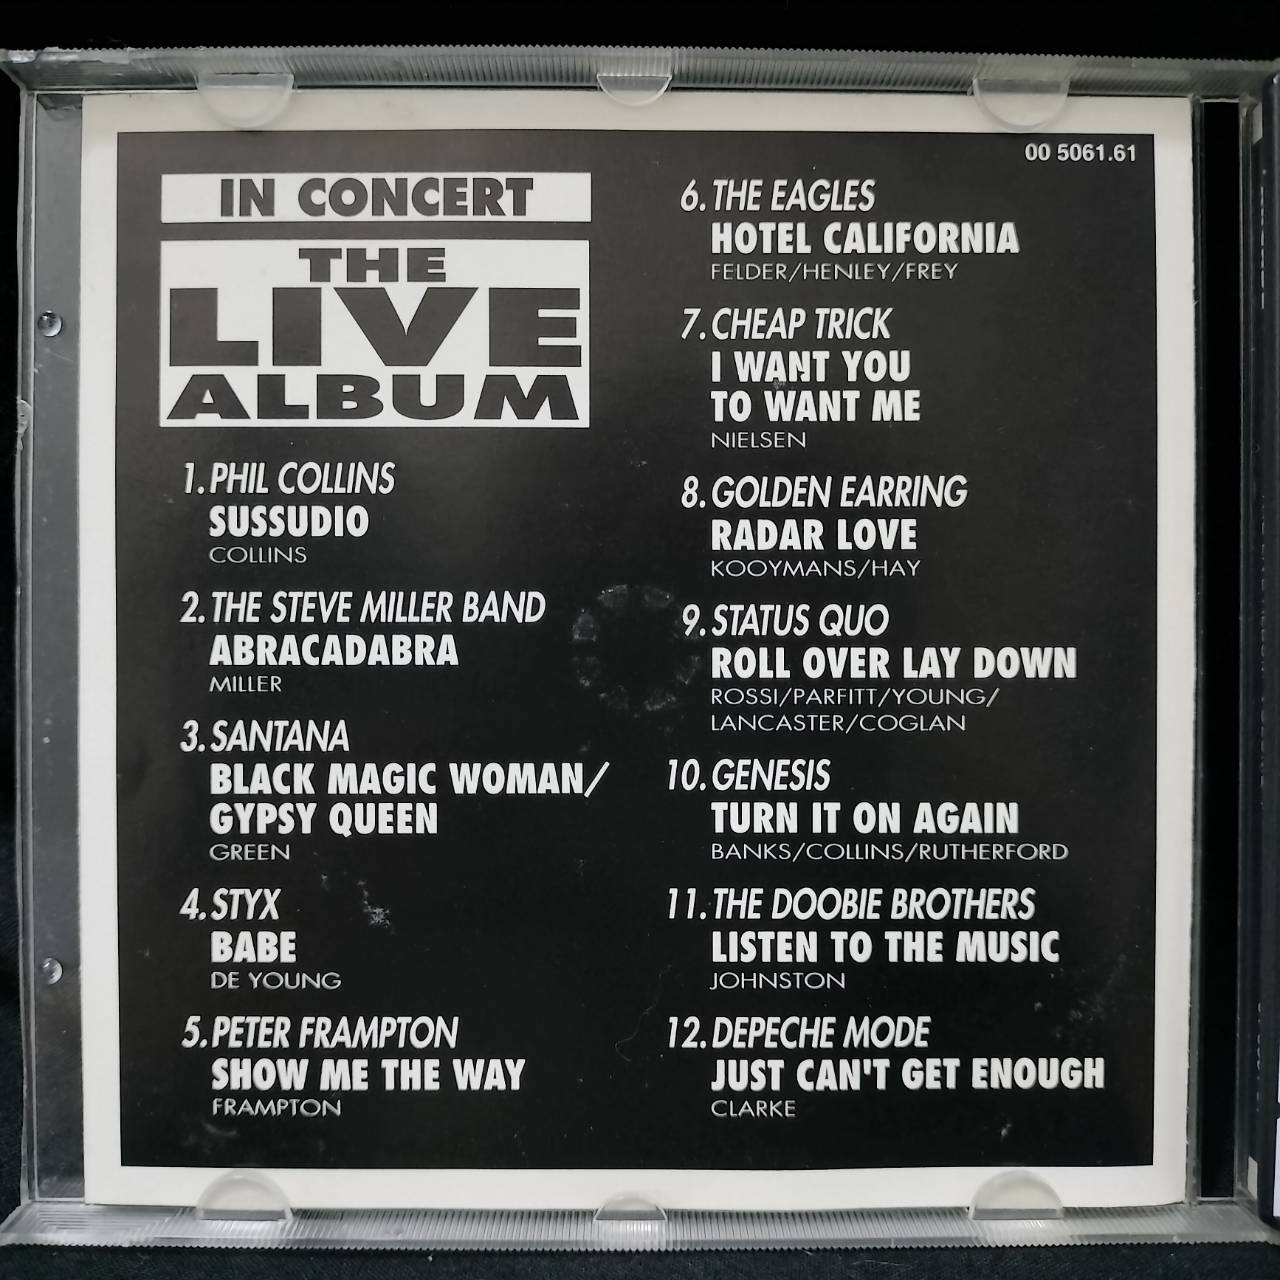 00 5061.61
IN CONCERT
THE
LIVE
ALBUM
1. PHIL COLLINS
SUSSUDIO
COLLINS
2. THE STEVE MILLER BAND
ABRACADABRA
MILLER
3. SANTANA
BLACK MAGIC WOMAN/
GYPSY QUEEN
GREEN
4. STYX
BABE
DE YOUNG
5. PETER FRAMPTON
SHOW ME THE WAY
FRAMPTON
6. THE EAGLES
HOTEL CALIFORNIA
FELDER/HENLEY/FREY
7. CHEAP TRICK
I WANT YOU
TO WANT ME
NIELSEN
8. GOLDEN EARRING
RADAR LOVE
KOOYMANS/HAY
9. STATUS QUO
ROLL OVER LAY DOWN
ROSSI/PARFITT/YOUNG/
LANCASTER/COGLAN
10. GENESIS
TURN IT ON AGAIN
BANKS/COLLINS/RUTHERFORD
11. THE DOOBIE BROTHERS
LISTEN TO THE MUSIC
JOHNSTON
12. DEPECHE MODE
JUST CAN'T GET ENOUGH
CLARKE